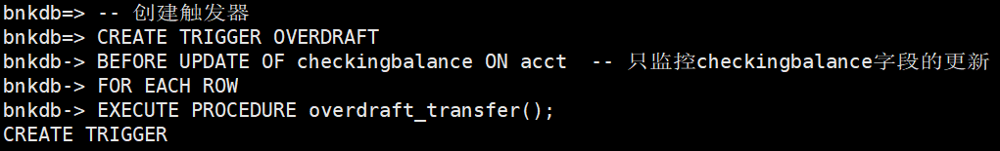 bnkdb=> -- 创建触发器
bnkdb=> CREATE TRIGGER OVERDRAFT
bnkdb-> BEFORE UPDATE OF checkingbalance ON acct  -- 只监控checkingbalance字段的更新
bnkdb-> FOR EACH ROW
bnkdb-> EXECUTE PROCEDURE overdraft_transfer();
CREATE TRIGGER